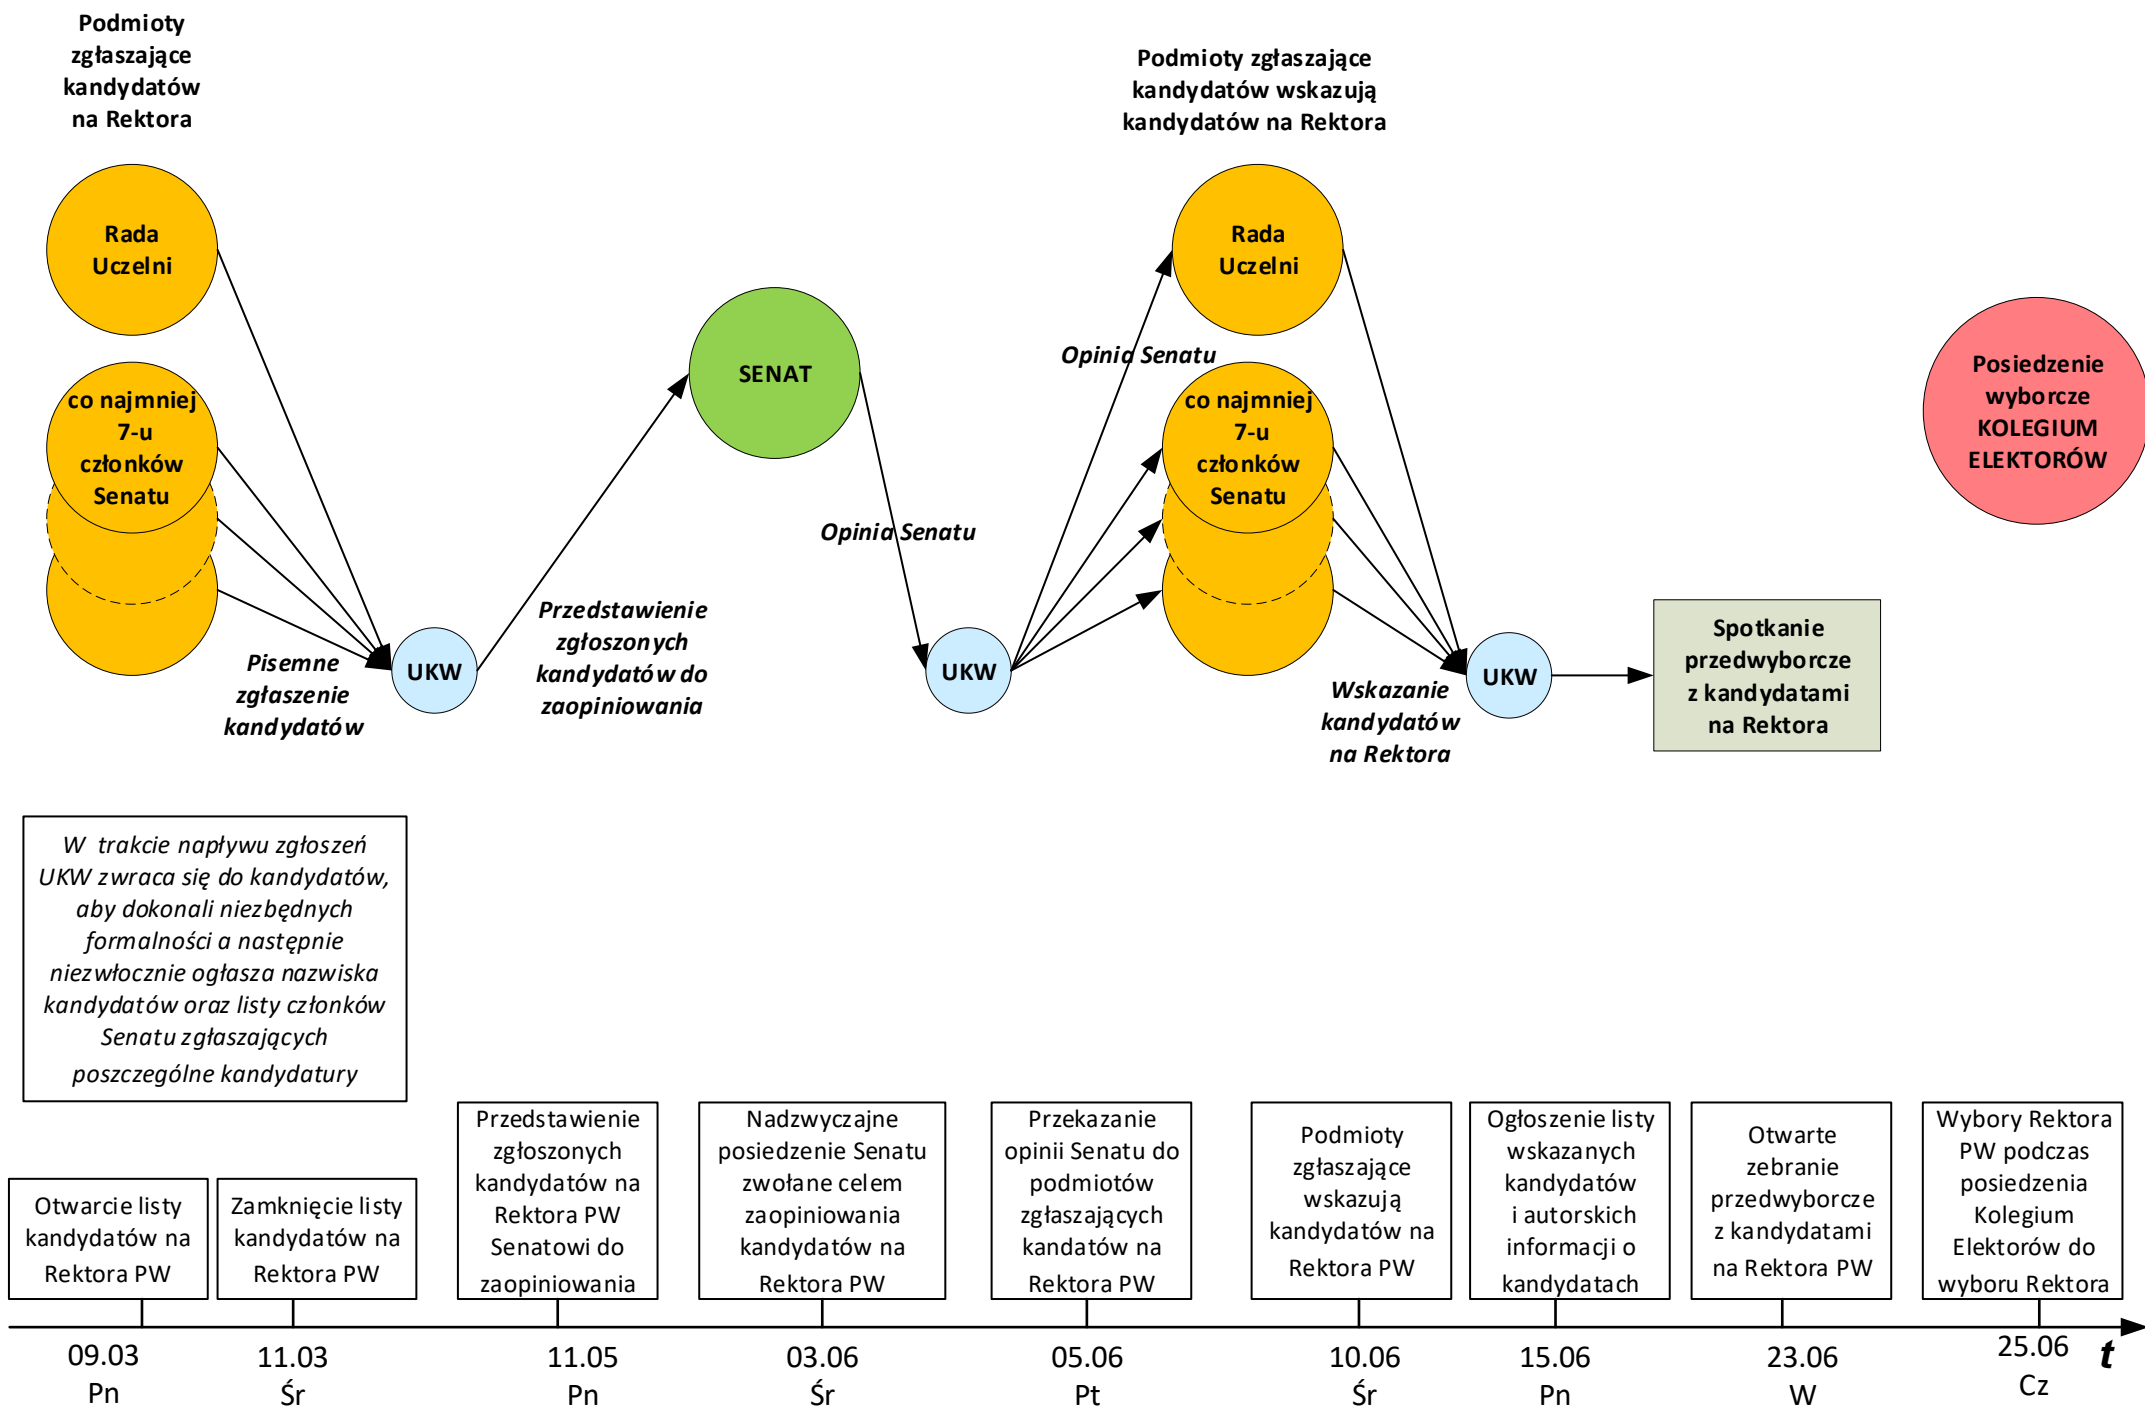 Podmioty
zgłaszające
kandydatów
na Rektora
Podmioty zgłaszające
kandydatów wskazują
kandydatów na Rektora
Rada
Uczelni
co najmniej
7-u
członków
Senatu
Pisemne
zgłaszenie
kandydatów
UKW
Przedstawienie
zgłoszonych
kandydatów do
zaopiniowania
SENAT
Opinia Senatu
UKW
Opinia Senatu
Rada
Uczelni
co najmniej
7-u
członków
Senatu
Wskazanie
kandydatów
na Rektora
UKW
Spotkanie
przedwyborcze
z kandydatami
na Rektora
Posiedzenie
wyborcze
KOLEGIUM
ELEKTORÓW
W trakcie napływu zgłoszeń
UKW zwraca się do kandydatów,
aby dokonali niezbędnych
formalności a następnie
niezwłocznie ogłasza nazwiska
kandydatów oraz listy członków
Senatu zgłaszających
poszczególne kandydatury
Otwarcie listy
kandydatów na
Rektora PW
Zamknięcie listy
kandydatów na
Rektora PW
Przedstawienie
zgłoszonych
kandydatów na
Rektora PW
Senatowi do
zaopiniowania
Nadzwyczajne
posiedzenie Senatu
zwołane celem
zaopiniowania
kandydatów na
Rektora PW
Przekazanie
opinii Senatu do
podmiotów
zgłaszających
kandatów na
Rektora PW
Podmioty
zgłaszające
wskazują
kandydatów na
Rektora PW
Ogłoszenie listy
wskazanych
kandydatów
i autorskich
informacji o
kandydatach
Otwarte
zebranie
przedwyborcze
z kandydatami
na Rektora PW
Wybory Rektora
PW podczas
posiedzenia
Kolegium
Elektorów do
wyboru Rektora
09.03
Pn
11.03
Śr
11.05
Pn
03.06
Śr
05.06
Pt
10.06
Śr
15.06
Pn
23.06
W
25.06
Cz
t